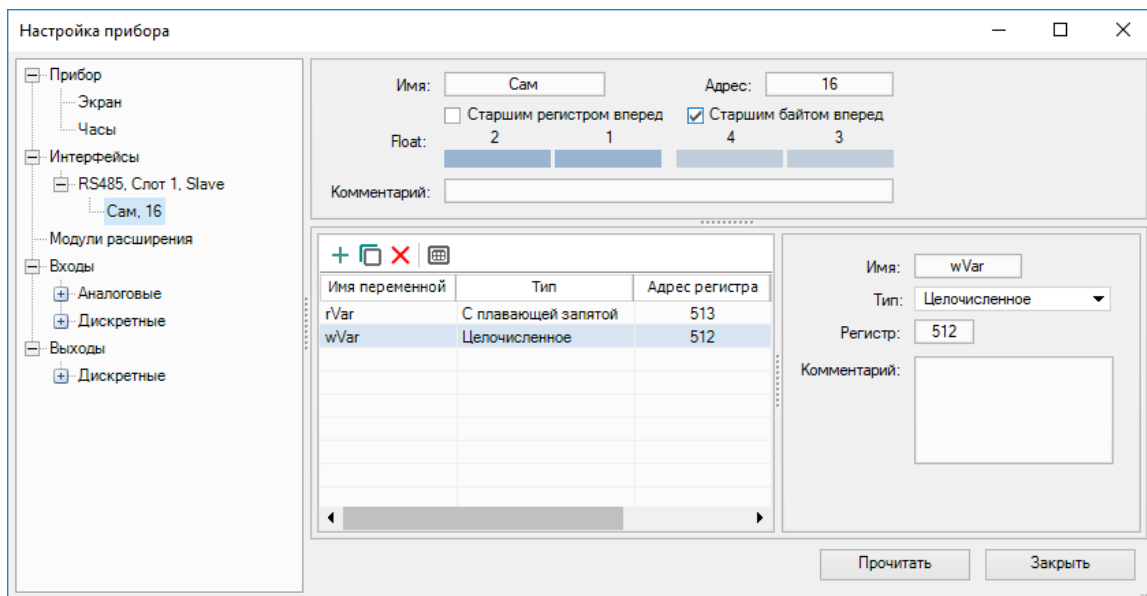 Настройка прибора
Прибор
Экран
Часы
Интерфейсы
RS485, Слот 1, Slave
Сам, 16
Модули расширения
Входы
Аналоговые
Дискретные
Выходы
Дискретные
Имя: Сам Адрес: 16
Старшим регистром вперед Старшим байтом вперед
Float: 2 1 4 3
Комментарий:
Имя переменной Тип Адрес регистра
rVar С плавающей запятой 513
wVar Целочисленное 512
Имя: wVar
Тип: Целочисленное
Регистр: 512
Комментарий:
Прочитать Закрыть